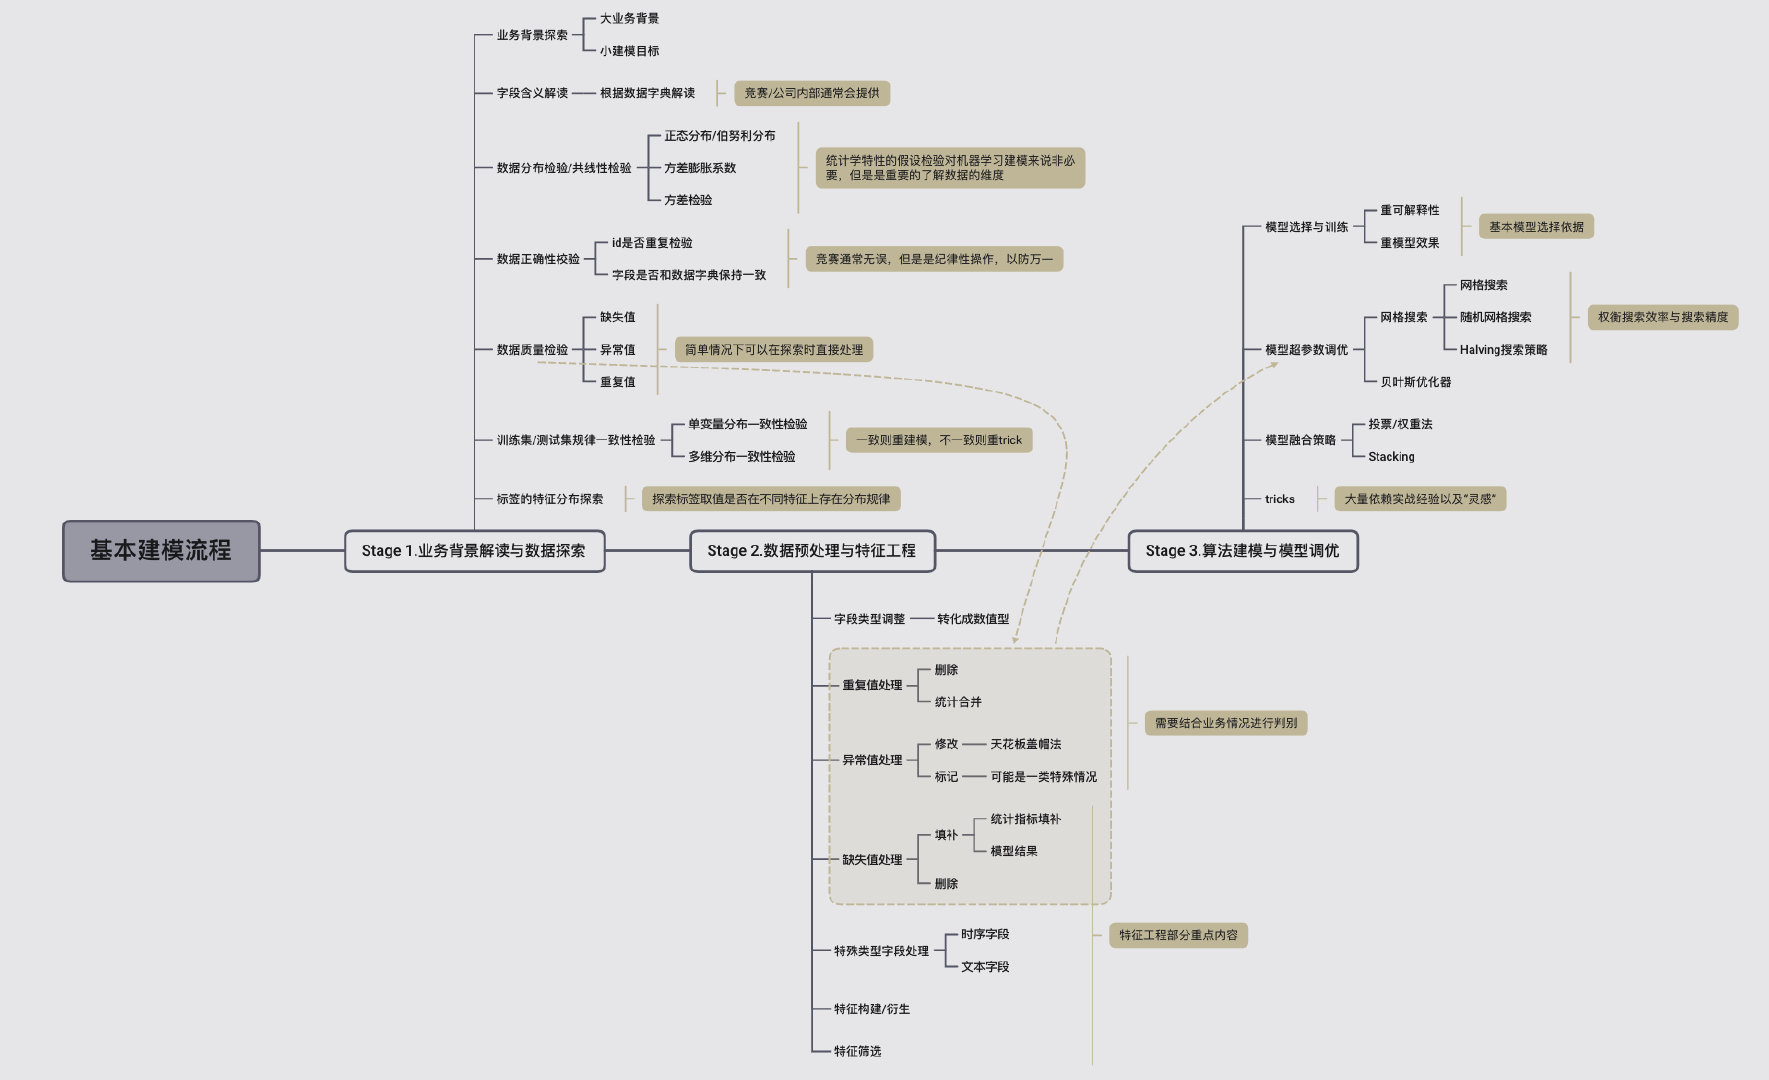 基本建模流程
Stage 1.业务背景解读与数据探索
业务背景探索
大业务背景
小建模目标
字段含义解读
根据数据字典解读
竞赛/公司内部通常会提供
数据分布检验/共线性检验
正态分布/伯努利分布
方差膨胀系数
方差检验
统计学特性的假设检验对机器学习建模来说非必
要，但是是重要的了解数据的维度
数据正确性校验
id是否重复检验
字段是否和数据字典保持一致
竞赛通常无误，但是是纪律性操作，以防万一
数据质量检验
缺失值
异常值
重复值
简单情况下可以在探索时直接处理
训练集/测试集规律一致性检验
单变量分布一致性检验
多维分布一致性检验
一致则重建模，不一致则重trick
标签的特征分布探索
探索标签取值是否在不同特征上存在分布规律
Stage 2.数据预处理与特征工程
字段类型调整
转化成数值型
重复值处理
删除
统计合并
异常值处理
修改
天花板盖帽法
标记
可能是一类特殊情况
需要结合业务情况进行判别
缺失值处理
填补
统计指标填补
模型结果
删除
特殊类型字段处理
时序字段
文本字段
特征构建/衍生
特征筛选
特征工程部分重点内容
Stage 3.算法建模与模型调优
模型选择与训练
重可解释性
重模型效果
基本模型选择依据
模型超参数调优
网格搜索
网格搜索
随机网格搜索
Halving搜索策略
权衡搜索效率与搜索精度
贝叶斯优化器
模型融合策略
投票/权重法
Stacking
tricks
大量依赖实战经验以及“灵感”